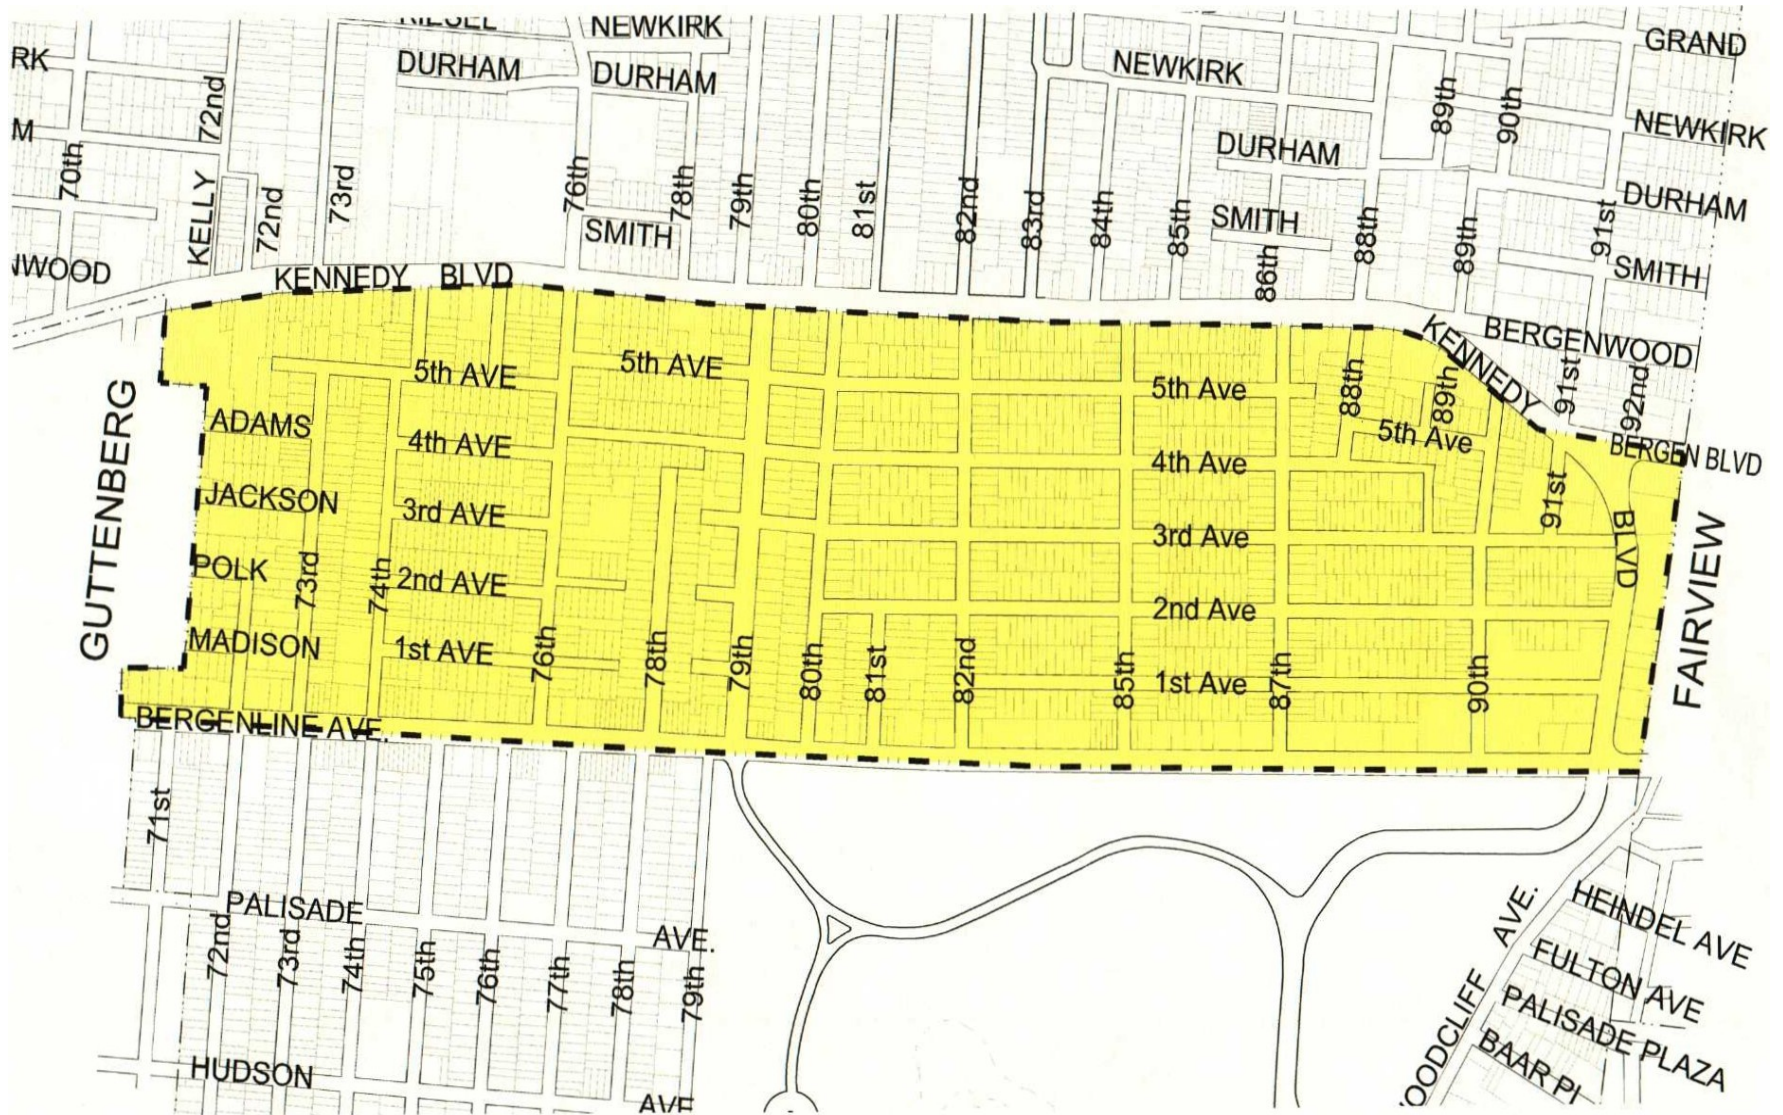 NEWKIRK
GRAND
RK
72nd
DURHAM
DURHAM
NEWKIRK
89th
90th
NEWKIRK
M
70th
KELLY
72nd
73rd
76th
78th
79th
80th
81st
82nd
83rd
84th
85th
DURHAM
SMITH
86th
88th
89th
DURHAM
91st
SMITH
SMITH
NWOOD
KENNEDY BLVD
KENNEDY
BERGENWOOD
91st
92nd
BERGEN BLVD
GUTTENBERG
5th AVE
5th AVE
5th Ave
88th
89th
5th Ave
ADAMS
4th AVE
4th Ave
91st
BLVD
JACKSON
3rd AVE
3rd Ave
POLK
73rd
74th
2nd AVE
2nd Ave
FAIRVIEW
MADISON
1st AVE
76th
78th
79th
80th
81st
82nd
85th
1st Ave
87th
90th
BERGENLINE AVE.
71st
PALISADE
AVE.
72nd
73rd
74th
75th
76th
77th
78th
79th
HUDSON
AVE
OODCLIFF AVE.
HEINDEL AVE
FULTON AVE
PALISADE PLAZA
BAAR Pl